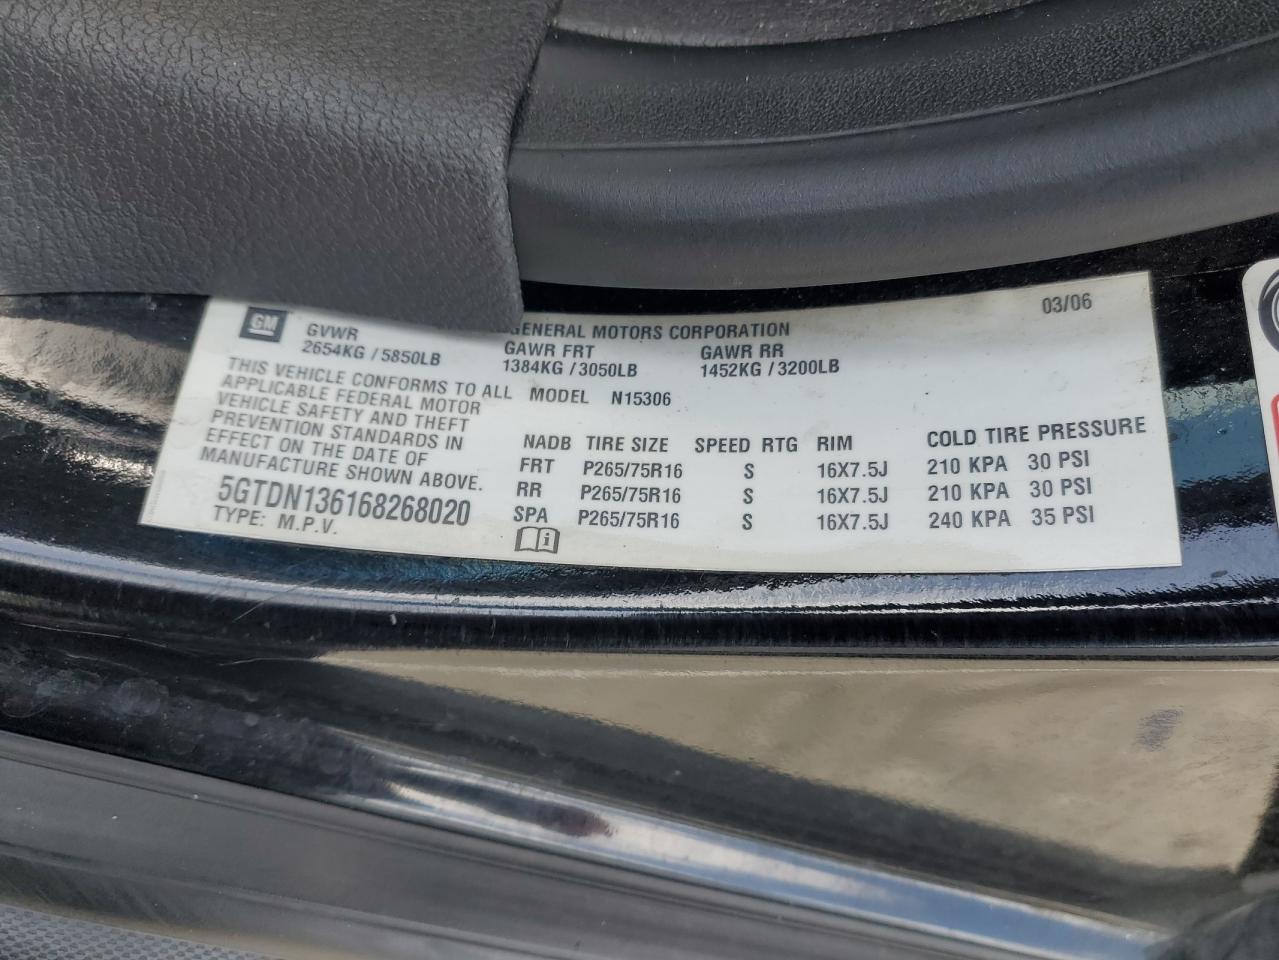 GM
GVWR
2654KG / 5850LB
GENERAL MOTORS CORPORATION
GAWR FRT
1384KG / 3050LB
GAWR RR
1452KG / 3200LB
03/06
THIS VEHICLE CONFORMS TO ALL
APPLICABLE FEDERAL MOTOR
VEHICLE SAFETY AND THEFT
PREVENTION STANDARDS IN
EFFECT ON THE DATE OF
MANUFACTURE SHOWN ABOVE.
5GTDN136168268020
TYPE: M.P.V.
MODEL N15306
NADB TIRE SIZE SPEED RTG RIM COLD TIRE PRESSURE
FRT P265/75R16 S 16X7.5J 210 KPA 30 PSI
RR P265/75R16 S 16X7.5J 210 KPA 30 PSI
SPA P265/75R16 S 16X7.5J 240 KPA 35 PSI